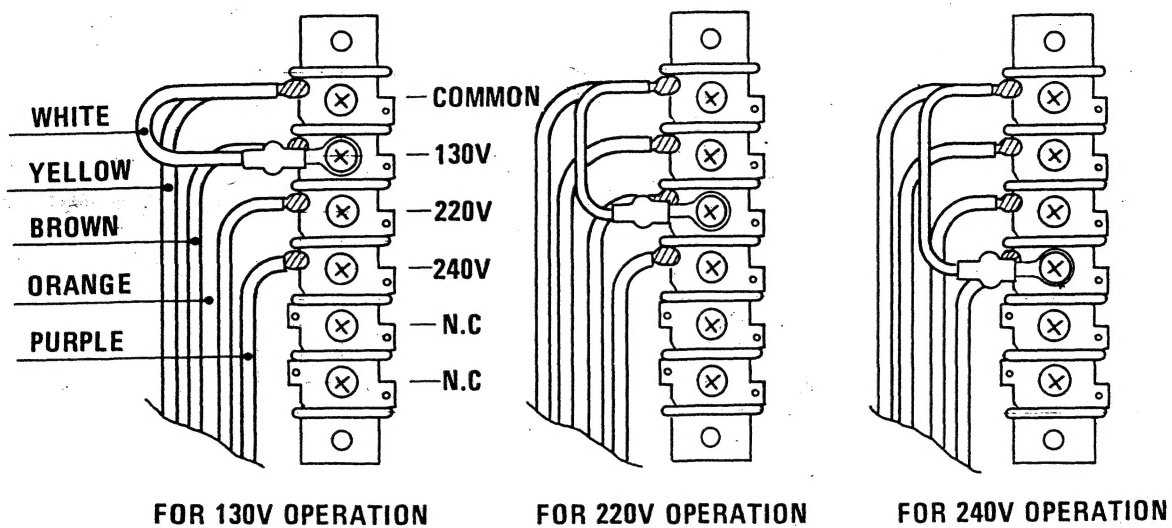 WHITE
YELLOW
BROWN
ORANGE
PURPLE
COMMON
130V
220V
240V
N.C
N.C
FOR 130V OPERATION
FOR 220V OPERATION
FOR 240V OPERATION